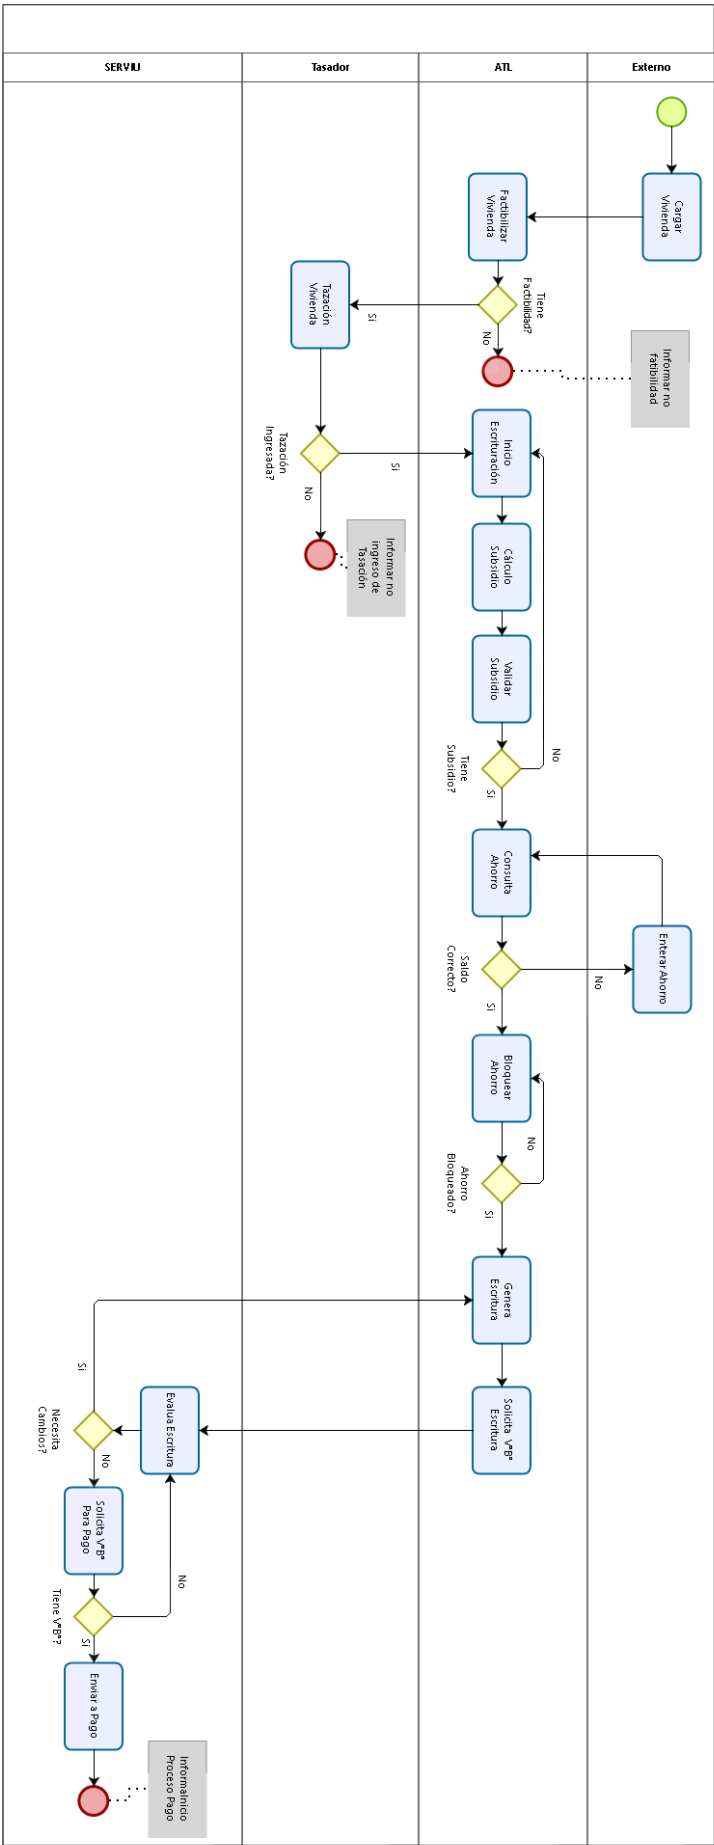 SERVIU
Tasador
ATL
Externo
Cargar
Vivienda
Factibilizar
Vivienda
Tiene
Factibilidad?
Si
No
Informar no
fatibilidad
Tazación
Vivienda
Tazación
Ingresada?
Si
No
Informar no
ingreso de
Tasación
Inicio
Escrituración
Cálculo
Subsidio
Validar
Subsidio
Tiene
Subsidio?
No
Si
Consulta
Ahorro
Saldo
Correcto?
No
Si
Enterar Ahorro
Bloquear
Ahorro
Ahorro
Bloqueado?
No
Si
Genera
Escritura
Solicita V°B°
Escritura
Evalua Escritura
Necesita
Cambios?
Si
No
Solicita V°B°
Para Pago
Tiene V°B°?
No
Si
Enviar a Pago
InformaInicio
Proceso Pago